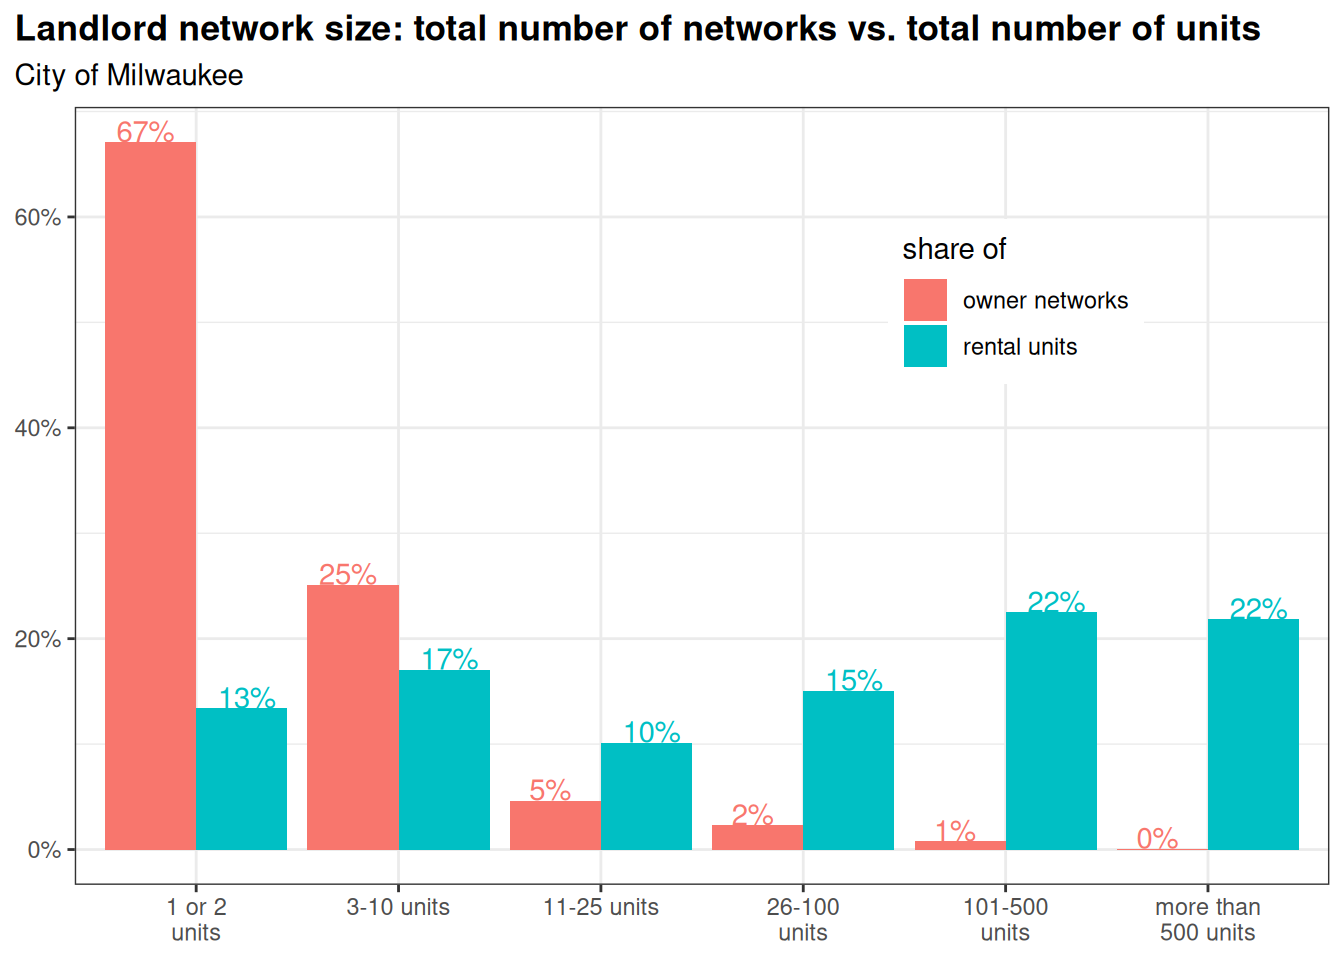 Landlord network size: total number of networks vs. total number of units
City of Milwaukee
67%
60%
share of
owner networks
rental units
40%
25%
22%
22%
20%
17%
15%
13%
10%
5%
2%
1%
0%
0%
1 or 2
units
3-10 units
11-25 units
26-100
units
101-500
units
more than
500 units